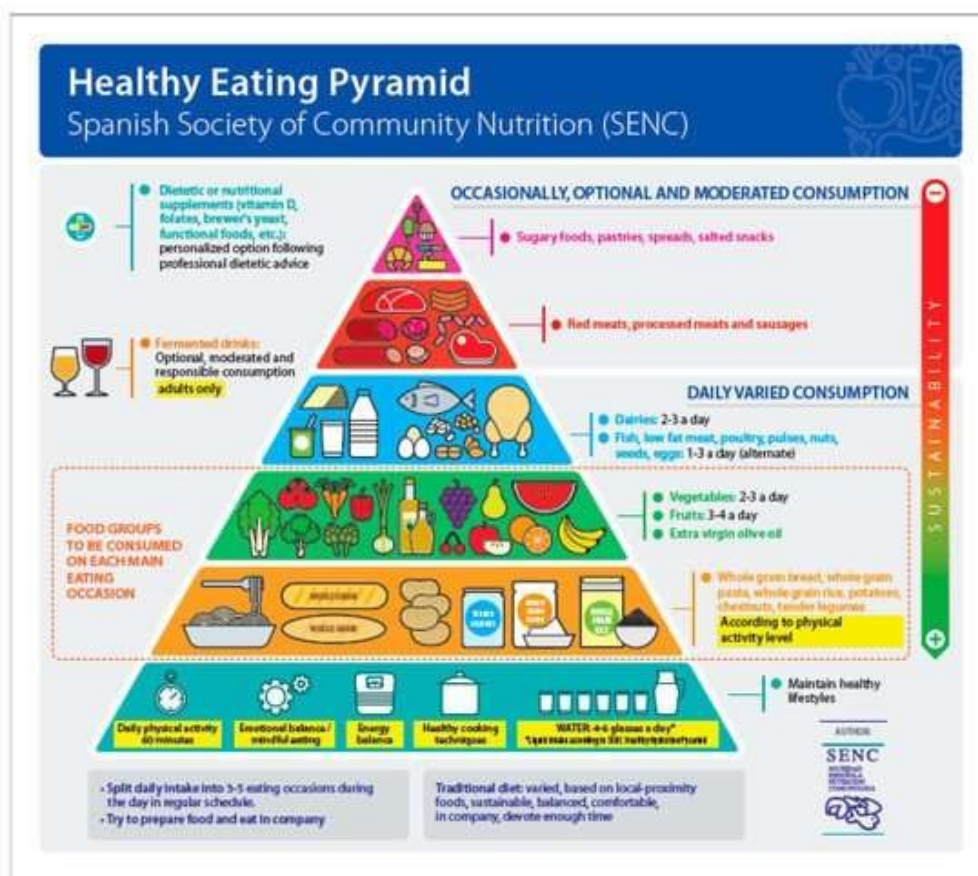 Healthy Eating Pyramid
Spanish Society of Community Nutrition (SENC)
Dietetic or nutritional
supplements (vitamin D,
folates, brewer's yeast,
functional foods, etc.):
personalized option following
professional dietetic advice
OCCASIONALLY, OPTIONAL AND MODERATED CONSUMPTION
Sugary foods, pastries, spreads, salted snacks
Red meats, processed meats and sausages
Fermented drinks:
Optional, moderated and
responsible consumption
adults only
DAILY VARIED CONSUMPTION
Dairies: 2-3 a day
Fish, low fat meat, poultry, pulses, nuts,
seeds, eggs: 1-3 a day (alternate)
SUSTAINABILITY
FOOD GROUPS
TO BE CONSUMED
ON EACH MAIN
EATING
OCCASION
Vegetables: 2-3 a day
Fruits: 3-4 a day
Extra virgin olive oil
Whole grain bread, whole grain
pasta, whole grain rice, potatoes,
chestnuts, tender legumes
According to physical
activity level
WHOLE GRAIN
Daily physical activity
60 minutes
Emotional balance/
mindful eating
Energy
balance
Healthy cooking
techniques
WATER: 4-6 glasses a day*
Maintain healthy
lifestyles
• Split daily intake into 3-5 eating occasions during
the day in regular schedule.
• Try to prepare food and eat in company
Traditional diet: varied, based on local-proximity
foods, sustainable, balanced, comfortable,
in company, devote enough time
AUTHOR:
SENC